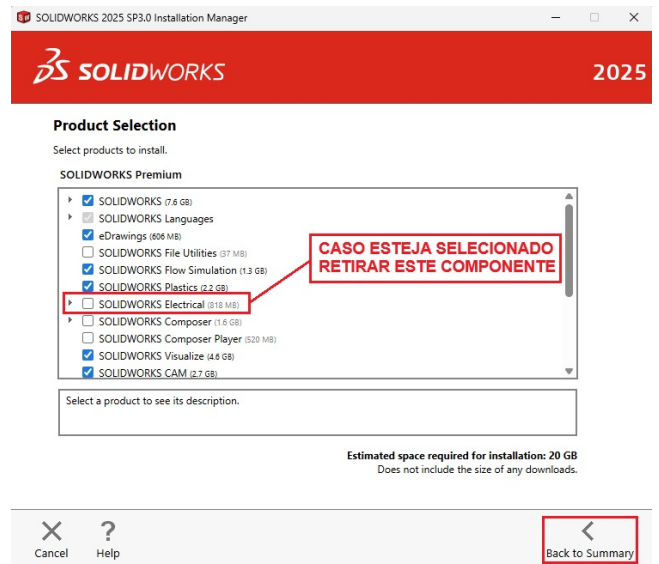 SOLIDWORKS 2025 SP3.0 Installation Manager
SOLIDWORKS
2025
Product Selection
Select products to install.
SOLIDWORKS Premium
SOLIDWORKS (7.6 GB)
SOLIDWORKS Languages
eDrawings (606 MB)
SOLIDWORKS File Utilities (37 MB)
SOLIDWORKS Flow Simulation (1.3 GB)
SOLIDWORKS Plastics (2.2 GB)
SOLIDWORKS Electrical (818 MB)
SOLIDWORKS Composer (1.6 GB)
SOLIDWORKS Composer Player (520 MB)
SOLIDWORKS Visualize (4.6 GB)
SOLIDWORKS CAM (2.7 GB)
CASO ESTEJA SELECIONADO
RETIRAR ESTE COMPONENTE
Select a product to see its description.
Estimated space required for installation: 20 GB
Does not include the size of any downloads.
Cancel
? Help
Back to Summary